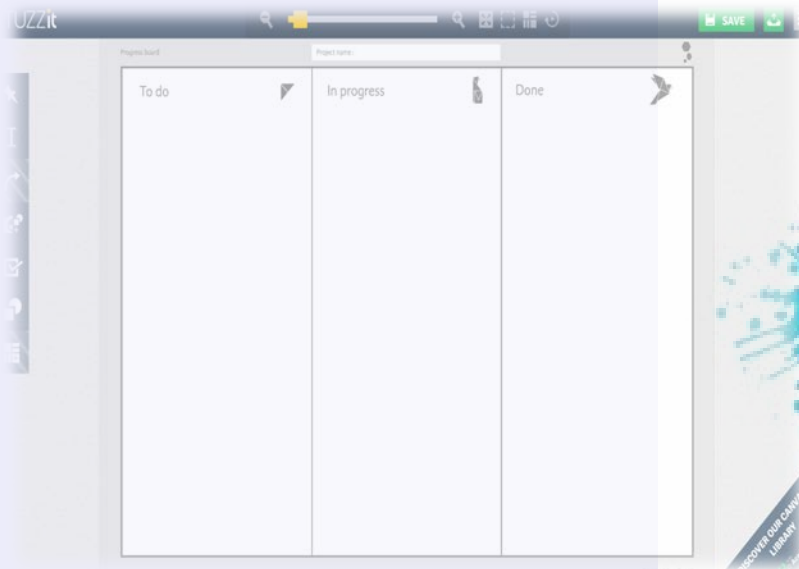 UZZit
SAVE
Progress Board
Project name :
To do
In progress
Done
DISCOVER OUR CANVAS
LIBRARY